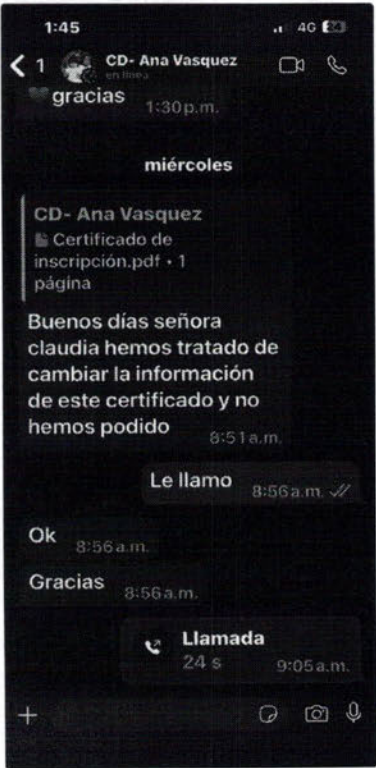 1:45
4G 24
1
CD- Ana Vasquez
en línea
gracias
1:30 p.m.
miércoles
CD- Ana Vasquez
Certificado de
inscripción.pdf • 1
página
Buenos días señora
claudia hemos tratado de
cambiar la información
de este certificado y no
hemos podido
8:51 a.m.
Le llamo
8:56 a.m.
Ok
8:56 a.m.
Gracias
8:56 a.m.
Llamada
24 s
9:05 a.m.